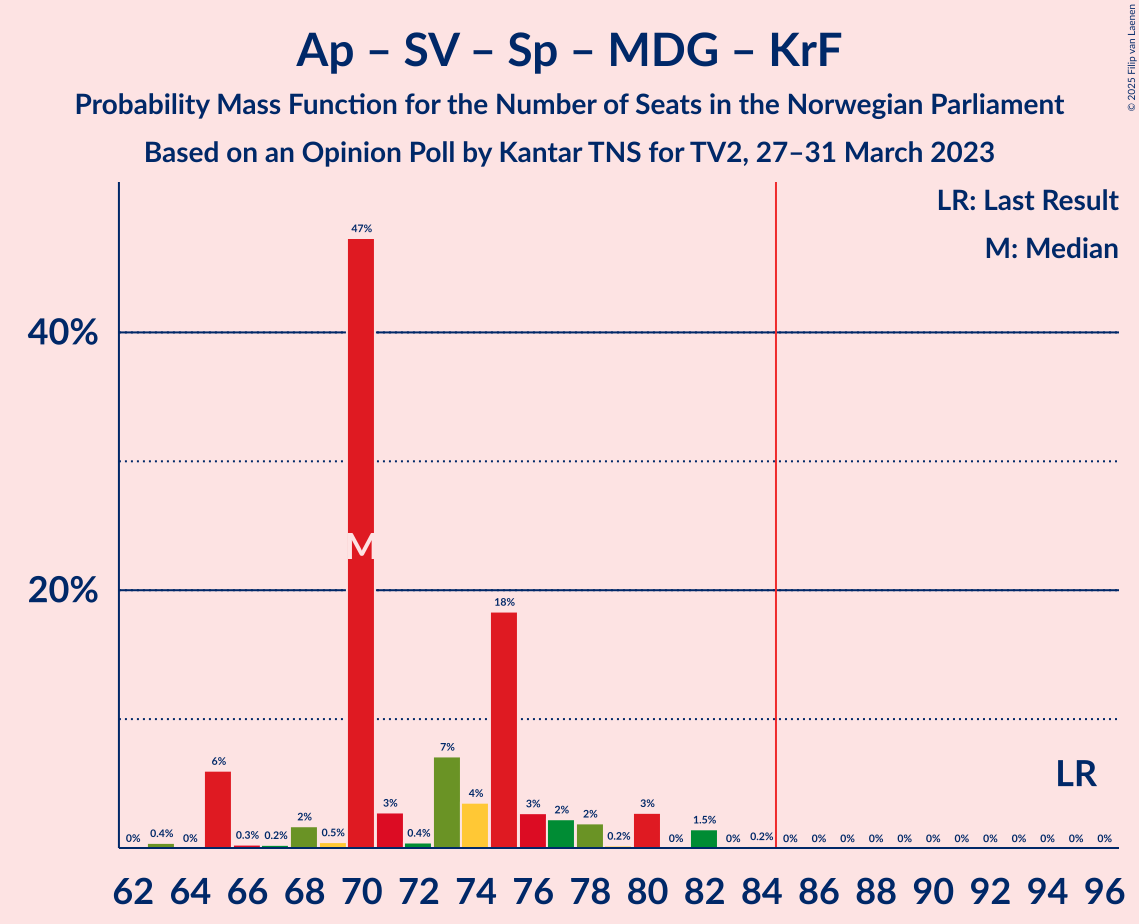 Ap – SV – Sp – MDG – KrF
Probability Mass Function for the Number of Seats in the Norwegian Parliament
Based on an Opinion Poll by Kantar TNS for TV2, 27–31 March 2023
© 2025 Filip van Laenen
LR: Last Result
M: Median
40%
20%
0% 0.4% 0% 6% 0.3% 0.2% 2% 0.5% 47% 3% 0.4% 7% 4% 18% 3% 2% 2% 0.2% 3% 0% 1.5% 0% 0.2% 0% 0% 0% 0% 0% 0% 0% 0% 0% 0% 0% 0%
M
LR
62 64 66 68 70 72 74 76 78 80 82 84 86 88 90 92 94 96